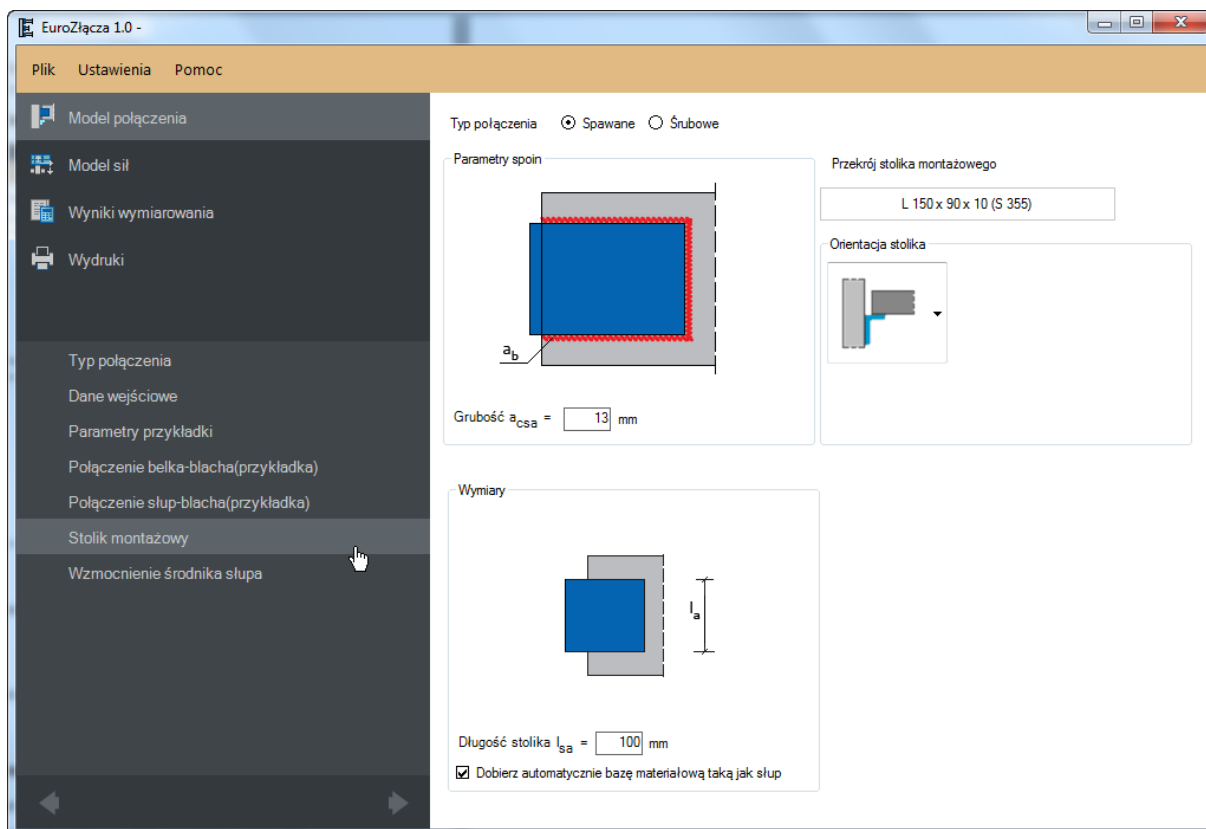 EuroZłącza 1.0 -
Plik Ustawienia Pomoc
Model połączenia
Model sił
Wyniki wymiarowania
Wydruki
Typ połączenia
Dane wejściowe
Parametry przykładki
Połączenie belka-blacha(przykładka)
Połączenie słup-blacha(przykładka)
Stolik montażowy
Wzmocnienie środnika słupa
Typ połączenia Spawane Śrubowe
Parametry spoin
ab
Grubość acsa = 13 mm
Przekrój stolika montażowego
L 150 x 90 x 10 (S 355)
Orientacja stolika
Wymiary
la
Długość stolika lsa = 100 mm
Dobierz automatycznie bazę materiałową taką jak słup